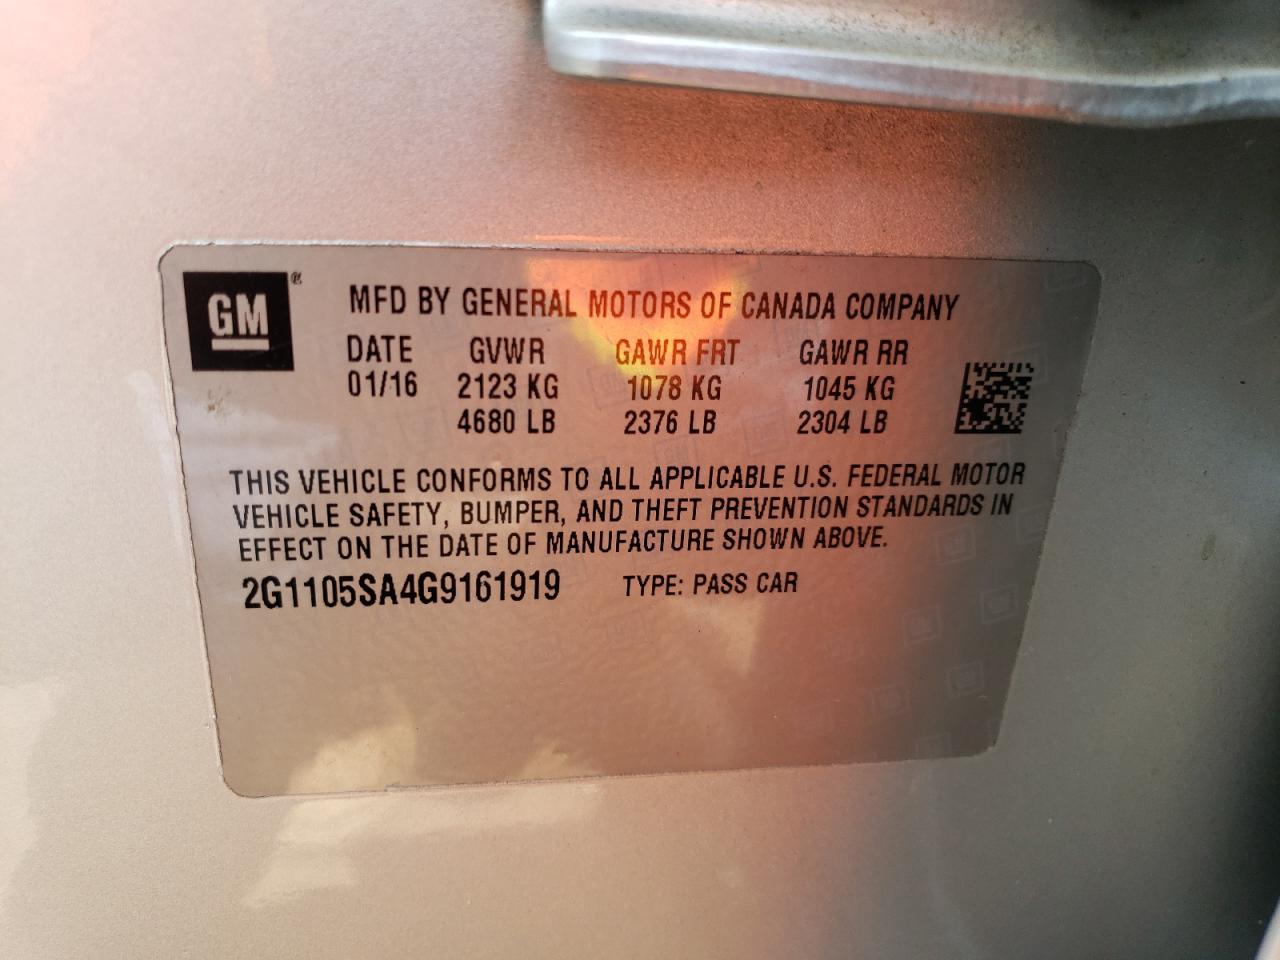 GM®
MFD BY GENERAL MOTORS OF CANADA COMPANY
DATE GVWR GAWR FRT GAWR RR
01/16 2123 KG 1078 KG 1045 KG
4680 LB 2376 LB 2304 LB
THIS VEHICLE CONFORMS TO ALL APPLICABLE U.S. FEDERAL MOTOR
VEHICLE SAFETY, BUMPER, AND THEFT PREVENTION STANDARDS IN
EFFECT ON THE DATE OF MANUFACTURE SHOWN ABOVE.
2G1105SA4G9161919 TYPE: PASS CAR